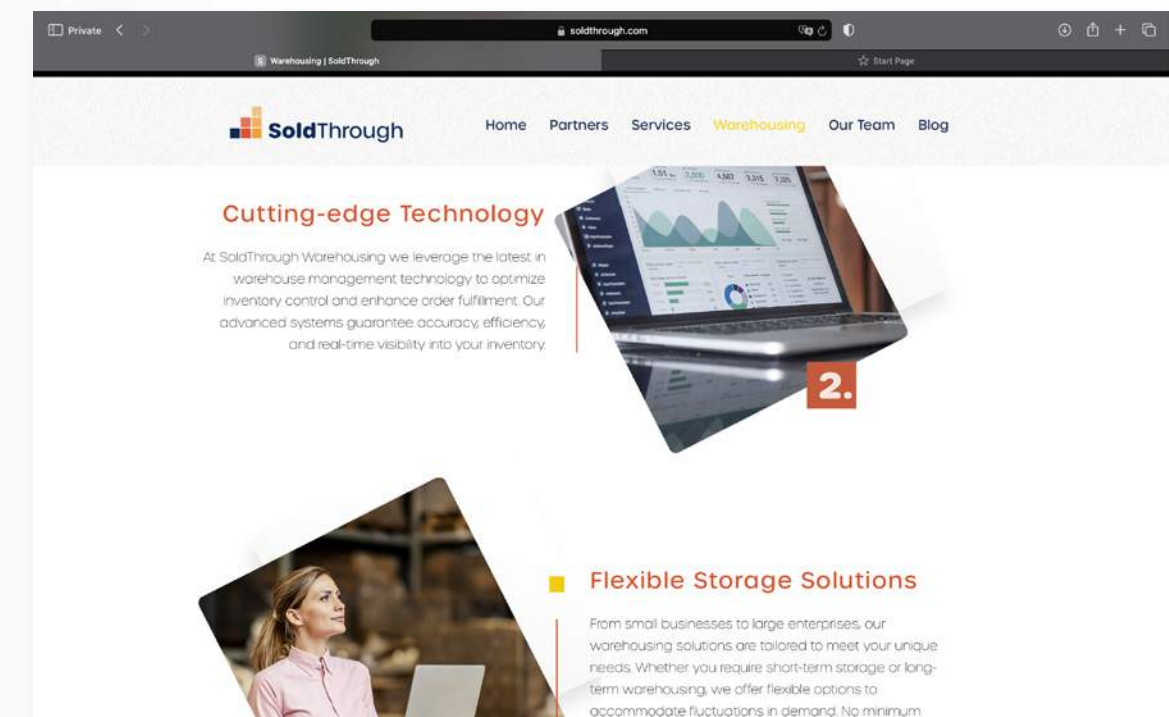 Private
soldthrough.com
Warehousing | SoldThrough
Start Page
SoldThrough
Home Partners Services Warehousing Our Team Blog
Cutting-edge Technology
At SoldThrough Warehousing we leverage the latest in
warehouse management technology to optimize
inventory control and enhance order fulfillment. Our
advanced systems guarantee accuracy, efficiency,
and real-time visibility into your inventory.
2.
Flexible Storage Solutions
From small businesses to large enterprises, our
warehousing solutions are tailored to meet your unique
needs. Whether you require short-term storage or long-
term warehousing, we offer flexible options to
accommodate fluctuations in demand. No minimum